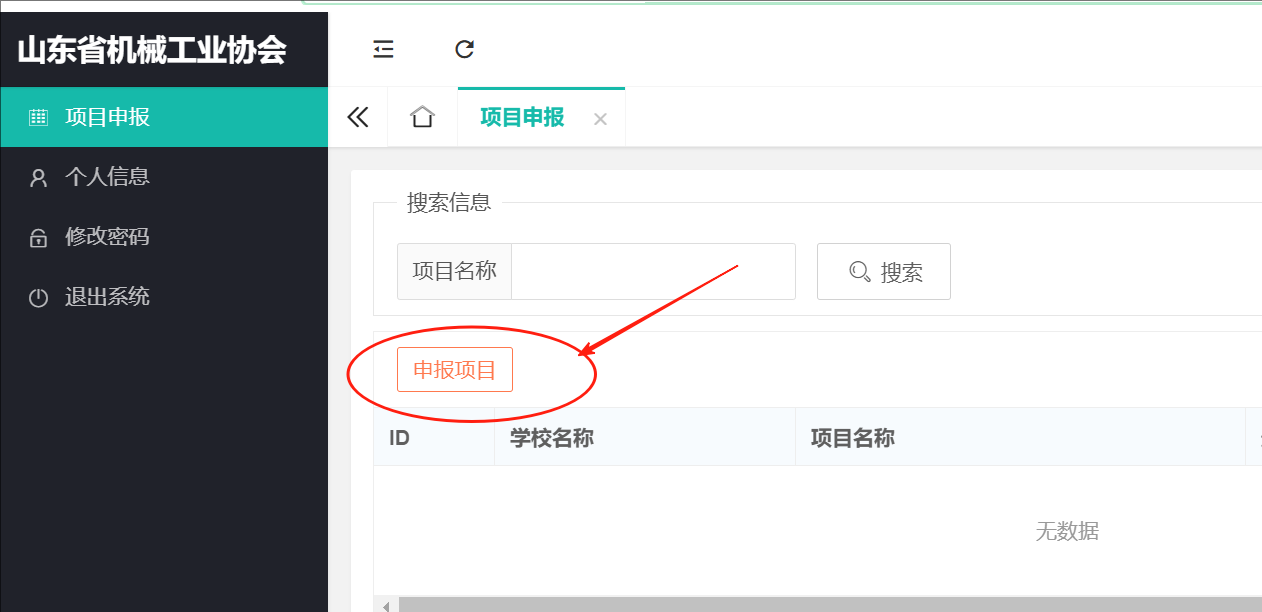 山东省机械工业协会
项目申报
个人信息
修改密码
退出系统
项目申报
搜索信息
项目名称
搜索
申报项目
ID 学校名称 项目名称
无数据